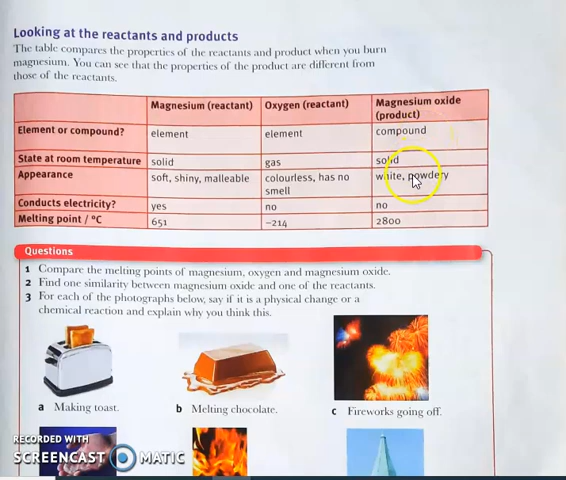 Looking at the reactants and products
The table compares the properties of the reactants and product when you burn
magnesium. You can see that the properties of the product are different from
those of the reactants.
Magnesium (reactant) Oxygen (reactant) Magnesium oxide (product)
Element or compound? element element compound
State at room temperature solid gas solid
Appearance soft, shiny, malleable colourless, has no smell white, powdery
Conducts electricity? yes no no
Melting point / °C 651 −214 2800
Questions
1 Compare the melting points of magnesium, oxygen and magnesium oxide.
2 Find one similarity between magnesium oxide and one of the reactants.
3 For each of the photographs below, say if it is a physical change or a
chemical reaction and explain why you think this.
a Making toast.
b Melting chocolate.
c Fireworks going off.
RECORDED WITH
SCREENCAST MATIC